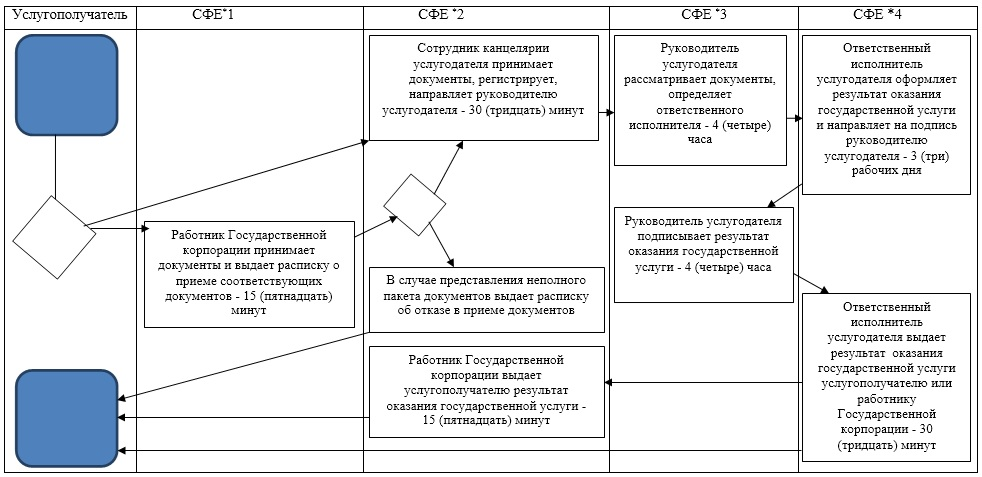 Услугополучатель
СФЕ*1
СФЕ *2
СФЕ *3
СФЕ *4
Сотрудник канцелярии
услугодателя принимает
документы, регистрирует,
направляет руководителю
услугодателя - 30 (тридцать) минут
Руководитель
услугодателя
рассматривает документы,
определяет
ответственного
исполнителя - 4 (четыре)
часа
Ответственный
исполнитель
услугодателя оформляет
результат оказания
государственной услуги
и направляет на подпись
руководителю
услугодателя - 3 (три)
рабочих дня
Работник Государственной
корпорации принимает
документы и выдает расписку о
приеме соответствующих
документов - 15 (пятнадцать)
минут
Руководитель услугодателя
подписывает результат
оказания государственной
услуги - 4 (четыре) часа
В случае представления неполного
пакета документов выдает расписку
об отказе в приеме документов
Ответственный
исполнитель
услугодателя выдает
результат оказания
государственной услуги
услугополучателю или
работнику
Государственной
корпорации - 30
(тридцать) минут
Работник Государственной
корпорации выдает
услугополучателю результат
оказания государственной услуги -
15 (пятнадцать) минут